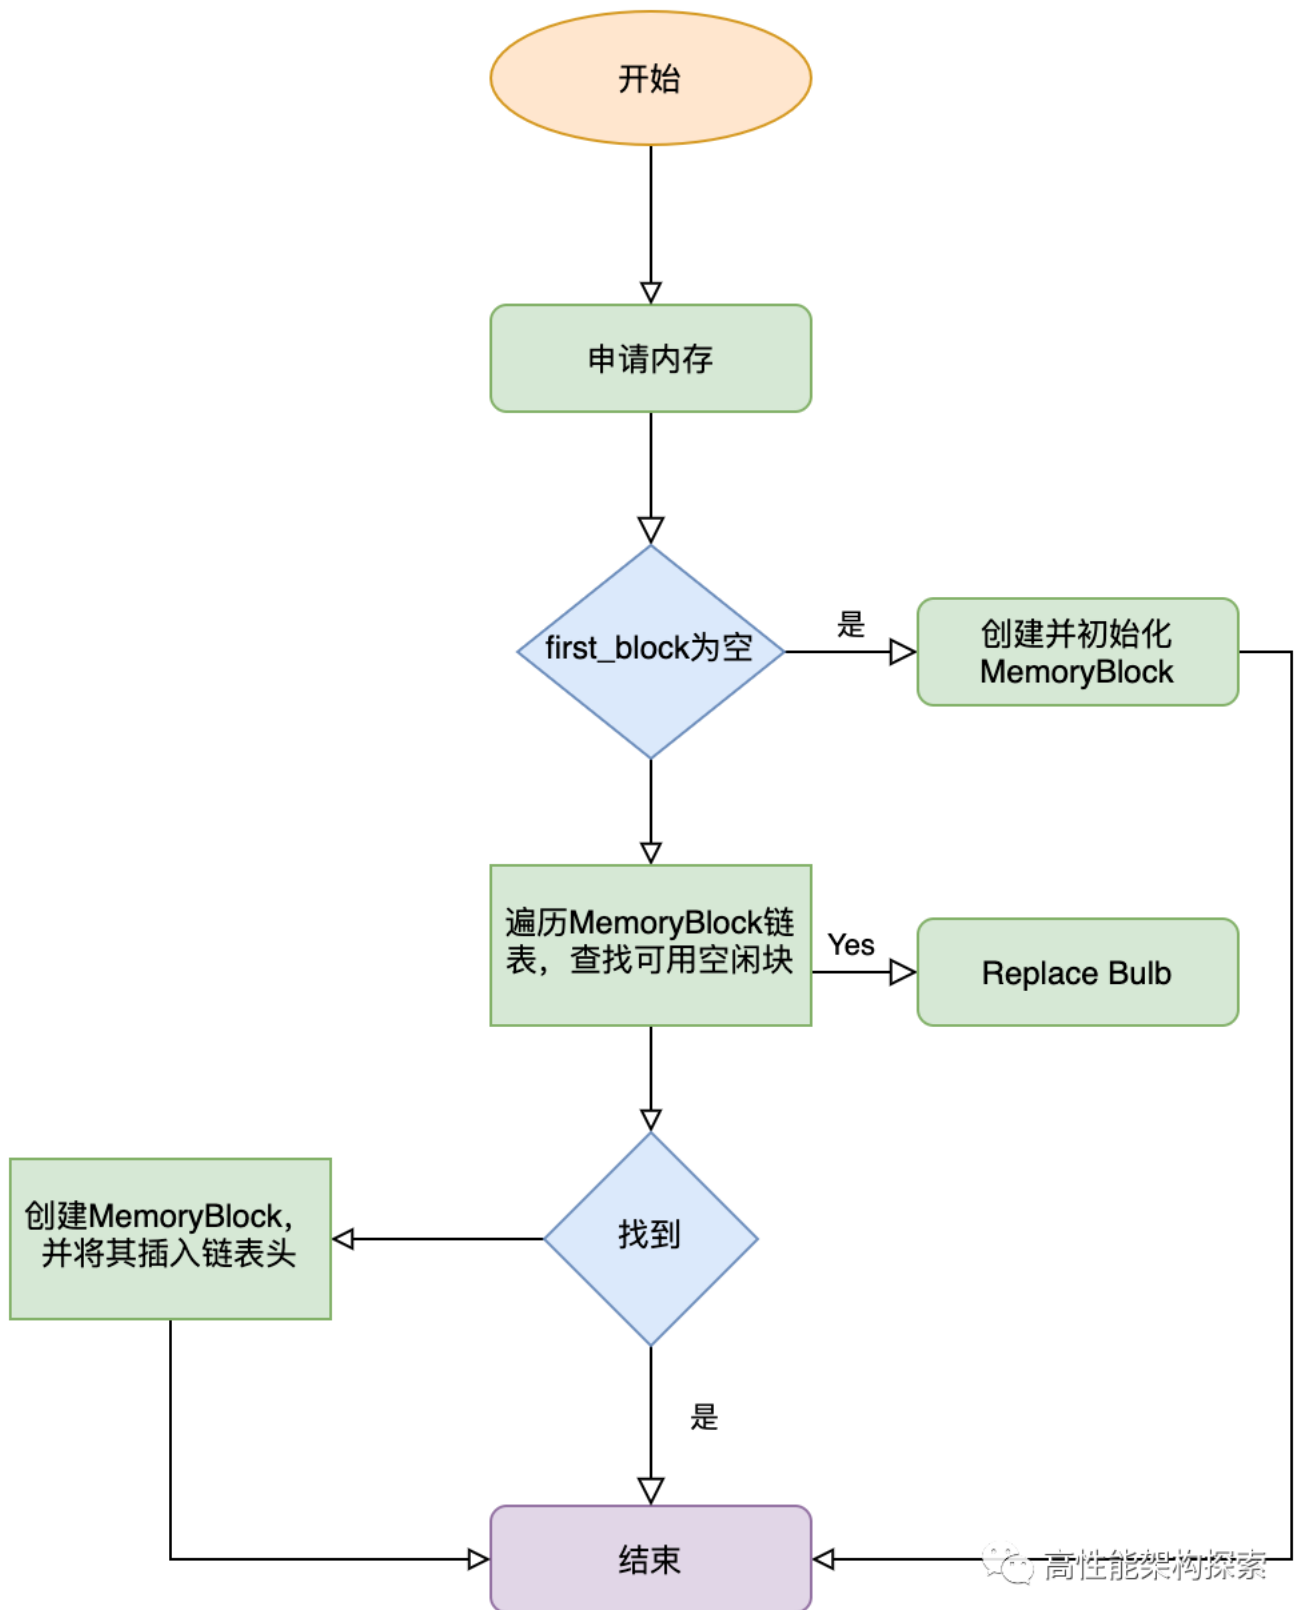 开始
申请内存
first_block为空
是
创建并初始化
MemoryBlock
遍历MemoryBlock链
表，查找可用空闲块
Yes
Replace Bulb
找到
创建MemoryBlock，
并将其插入链表头
是
结束
高性能架构探索